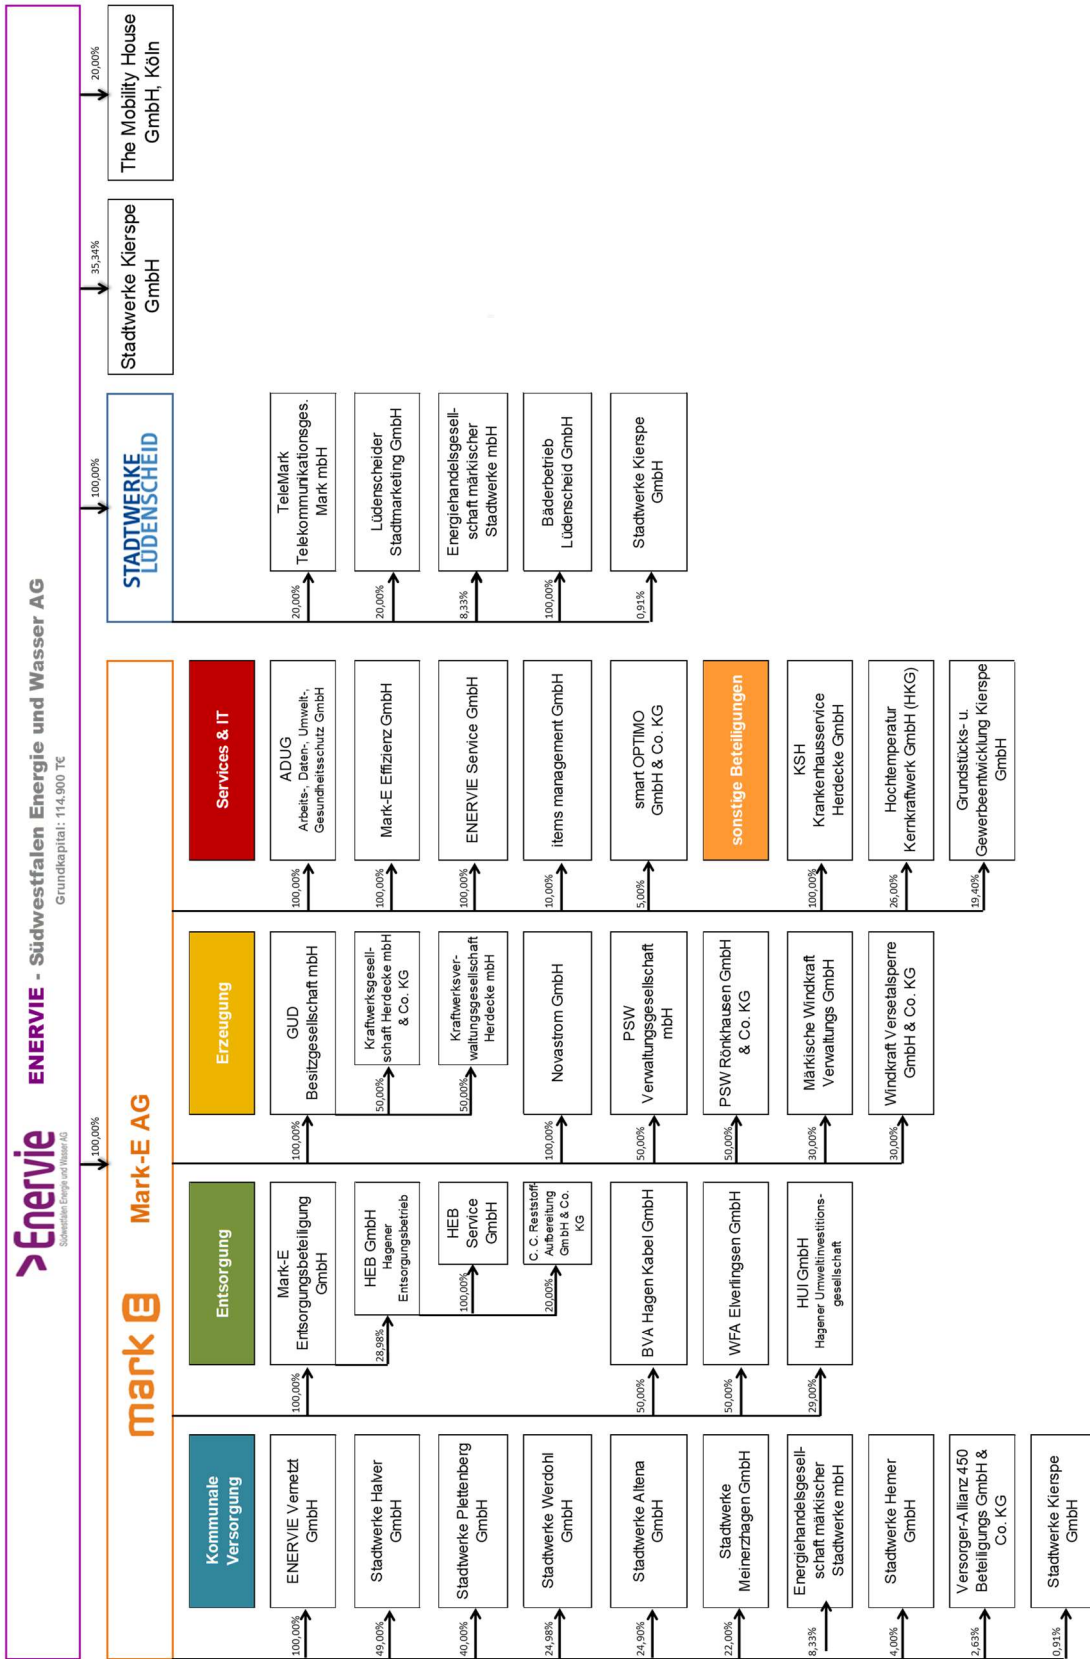 >Enervie
Südwestfalen Energie und Wasser AG
ENERVIE - Südwestfalen Energie und Wasser AG
Grundkapital: 114.900 T€
100,00%
100,00%
35,34%
20,00%
mark E
Mark-E AG
STADTWERKE
LÜDENSCHEID
Stadtwerke Kierspe
GmbH
The Mobility House
GmbH, Köln
Kommunale
Versorgung
100,00%
ENERVIE Vernetzt
GmbH
49,00%
Stadtwerke Halver
GmbH
40,00%
Stadtwerke Plettenberg
GmbH
24,98%
Stadtwerke Werdohl
GmbH
24,90%
Stadtwerke Altena
GmbH
22,00%
Stadtwerke
Meinerzhagen GmbH
8,33%
Energiehandelsgesell-
schaft märkischer
Stadtwerke mbH
4,00%
Stadtwerke Hemer
GmbH
2,63%
Versorger-Allianz 450
Beteiligungs GmbH &
Co. KG
0,91%
Stadtwerke Kierspe
GmbH
Entsorgung
100,00%
Mark-E
Entsorgungsbeteiligung
GmbH
28,98%
HEB GmbH
Hagener
Entsorgungsbetrieb
100,00%
HEB
Service
GmbH
20,00%
C. C. Reststoff-
Aufbereitung
GmbH & Co.
KG
50,00%
BVA Hagen Kabel GmbH
50,00%
WFA Elverlingsen GmbH
29,00%
HUI GmbH
Hagener Umweltinvestitions-
gesellschaft
Erzeugung
100,00%
GUD
Besitzgesellschaft mbH
50,00%
Kraftwerksgesell-
schaft Herdecke mbH
& Co. KG
50,00%
Kraftwerksver-
waltungsgesellschaft
Herdecke mbH
100,00%
Novastrom GmbH
50,00%
PSW
Verwaltungsgesellschaft
mbH
50,00%
PSW Rönkhausen GmbH
& Co. KG
30,00%
Märkische Windkraft
Verwaltungs GmbH
30,00%
Windkraft Versetalsperre
GmbH & Co. KG
Services & IT
100,00%
ADUG
Arbeits-, Daten-, Umwelt-,
Gesundheitsschutz GmbH
100,00%
Mark-E Effizienz GmbH
100,00%
ENERVIE Service GmbH
10,00%
items management GmbH
5,00%
smart OPTIMO
GmbH & Co. KG
sonstige Beteiligungen
100,00%
KSH
Krankenhausservice
Herdecke GmbH
26,00%
Hochtemperatur
Kernkraftwerk GmbH (HKG)
19,40%
Grundstücks- u.
Gewerbeentwicklung Kierspe
GmbH
20,00%
TeleMark
Telekommunikationsges.
Mark mbH
20,00%
Lüdenscheider
Stadtmarketing GmbH
8,33%
Energiehandelsgesell-
schaft märkischer
Stadtwerke mbH
100,00%
Bäderbetrieb
Lüdenscheid GmbH
0,91%
Stadtwerke Kierspe
GmbH